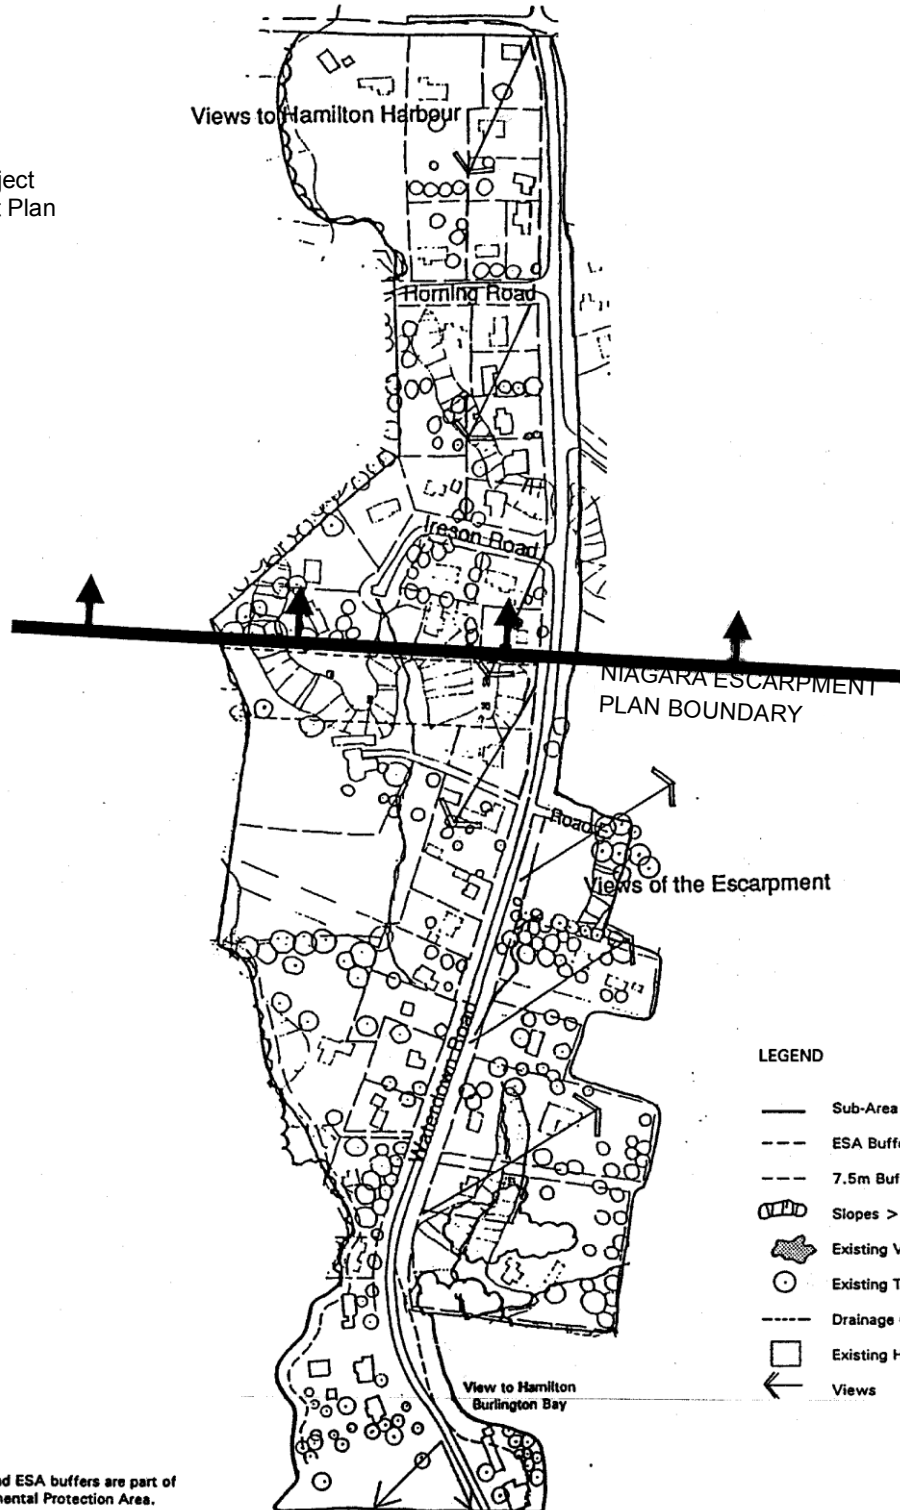 Views to Hamilton Harbour
ject
Plan
Horning Road
Ireson Road
NIAGARA ESCARPMENT
PLAN BOUNDARY
Road
Views of the Escarpment
Waterdown Road
LEGEND
Sub-Area
ESA Buff
7.5m Buf
Slopes >
Existing V
Existing T
Drainage
Existing H
Views
View to Hamilton
Burlington Bay
nd ESA buffers are part of
mental Protection Area.